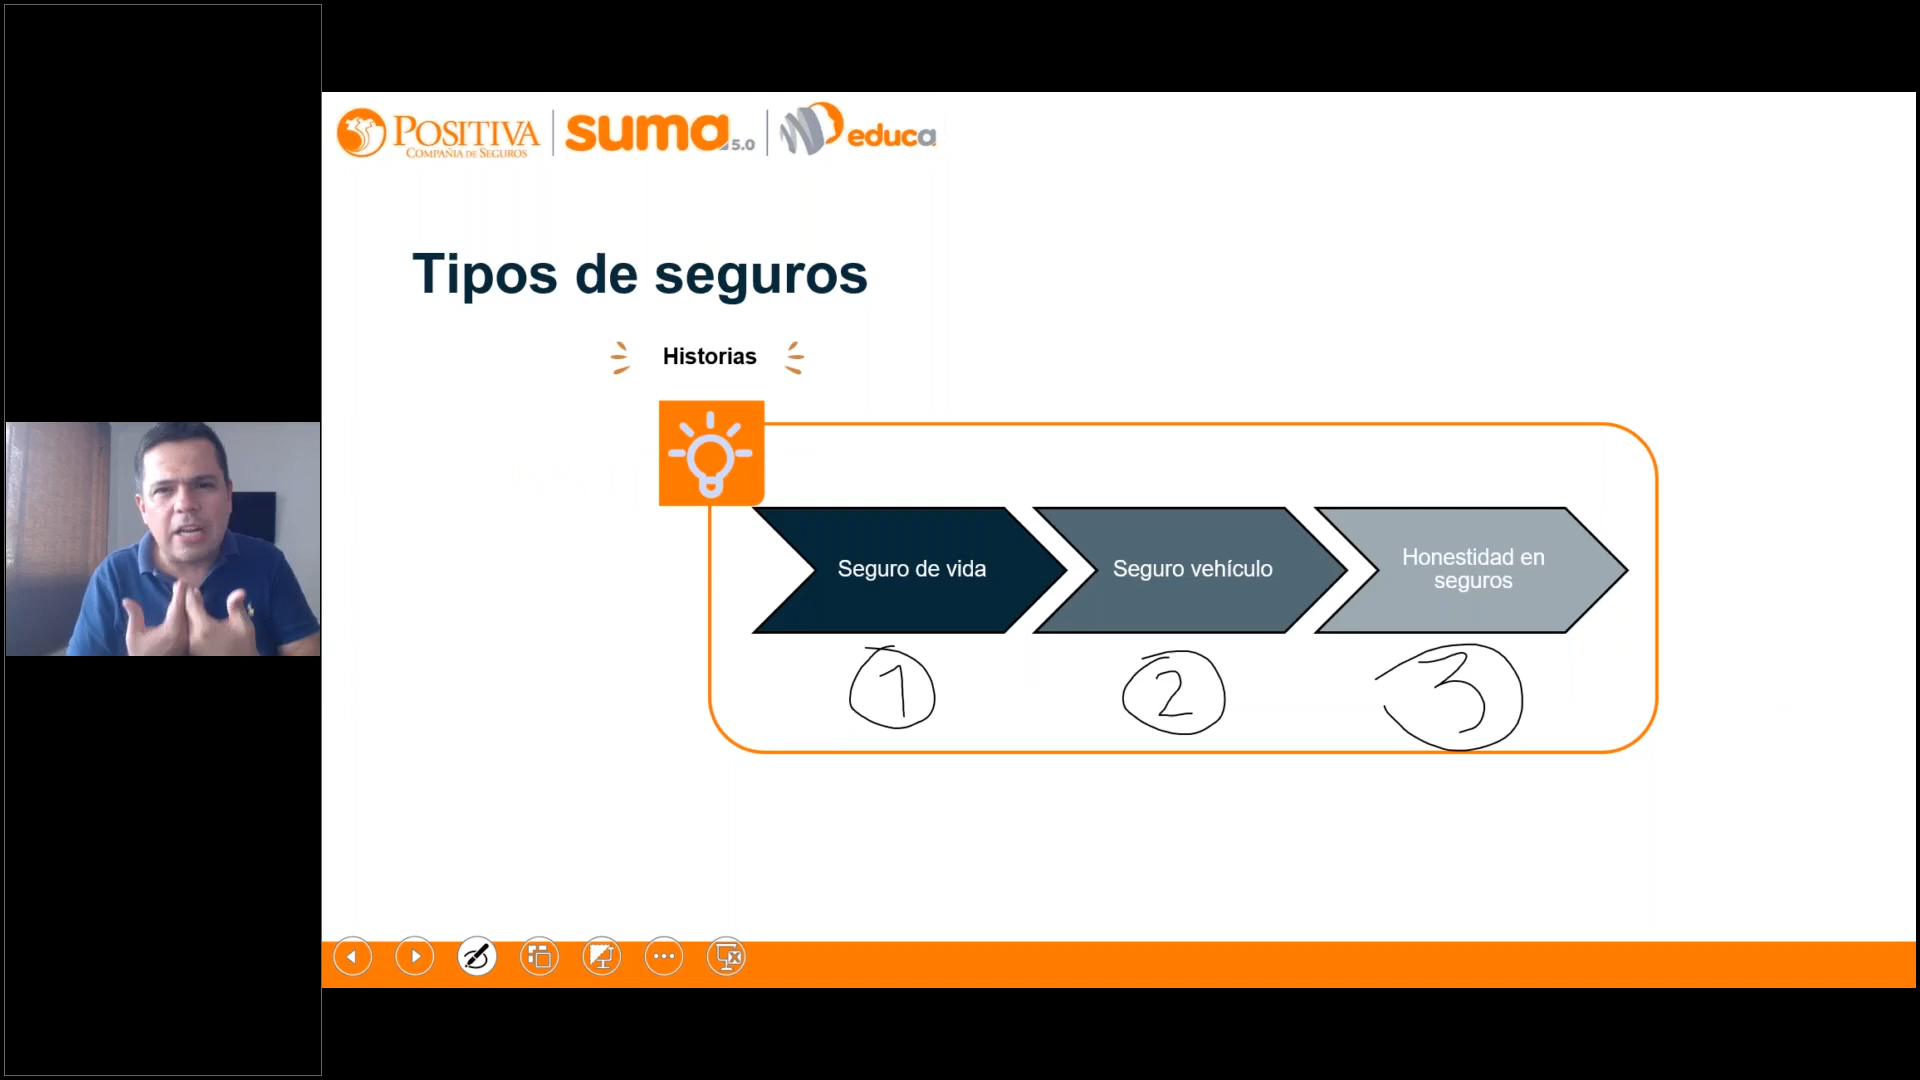 POSITIVA
COMPAÑIA DE SEGUROS
suma 5.0
educa
Tipos de seguros
Historias
Seguro de vida
Seguro vehículo
Honestidad en
seguros
1
2
3